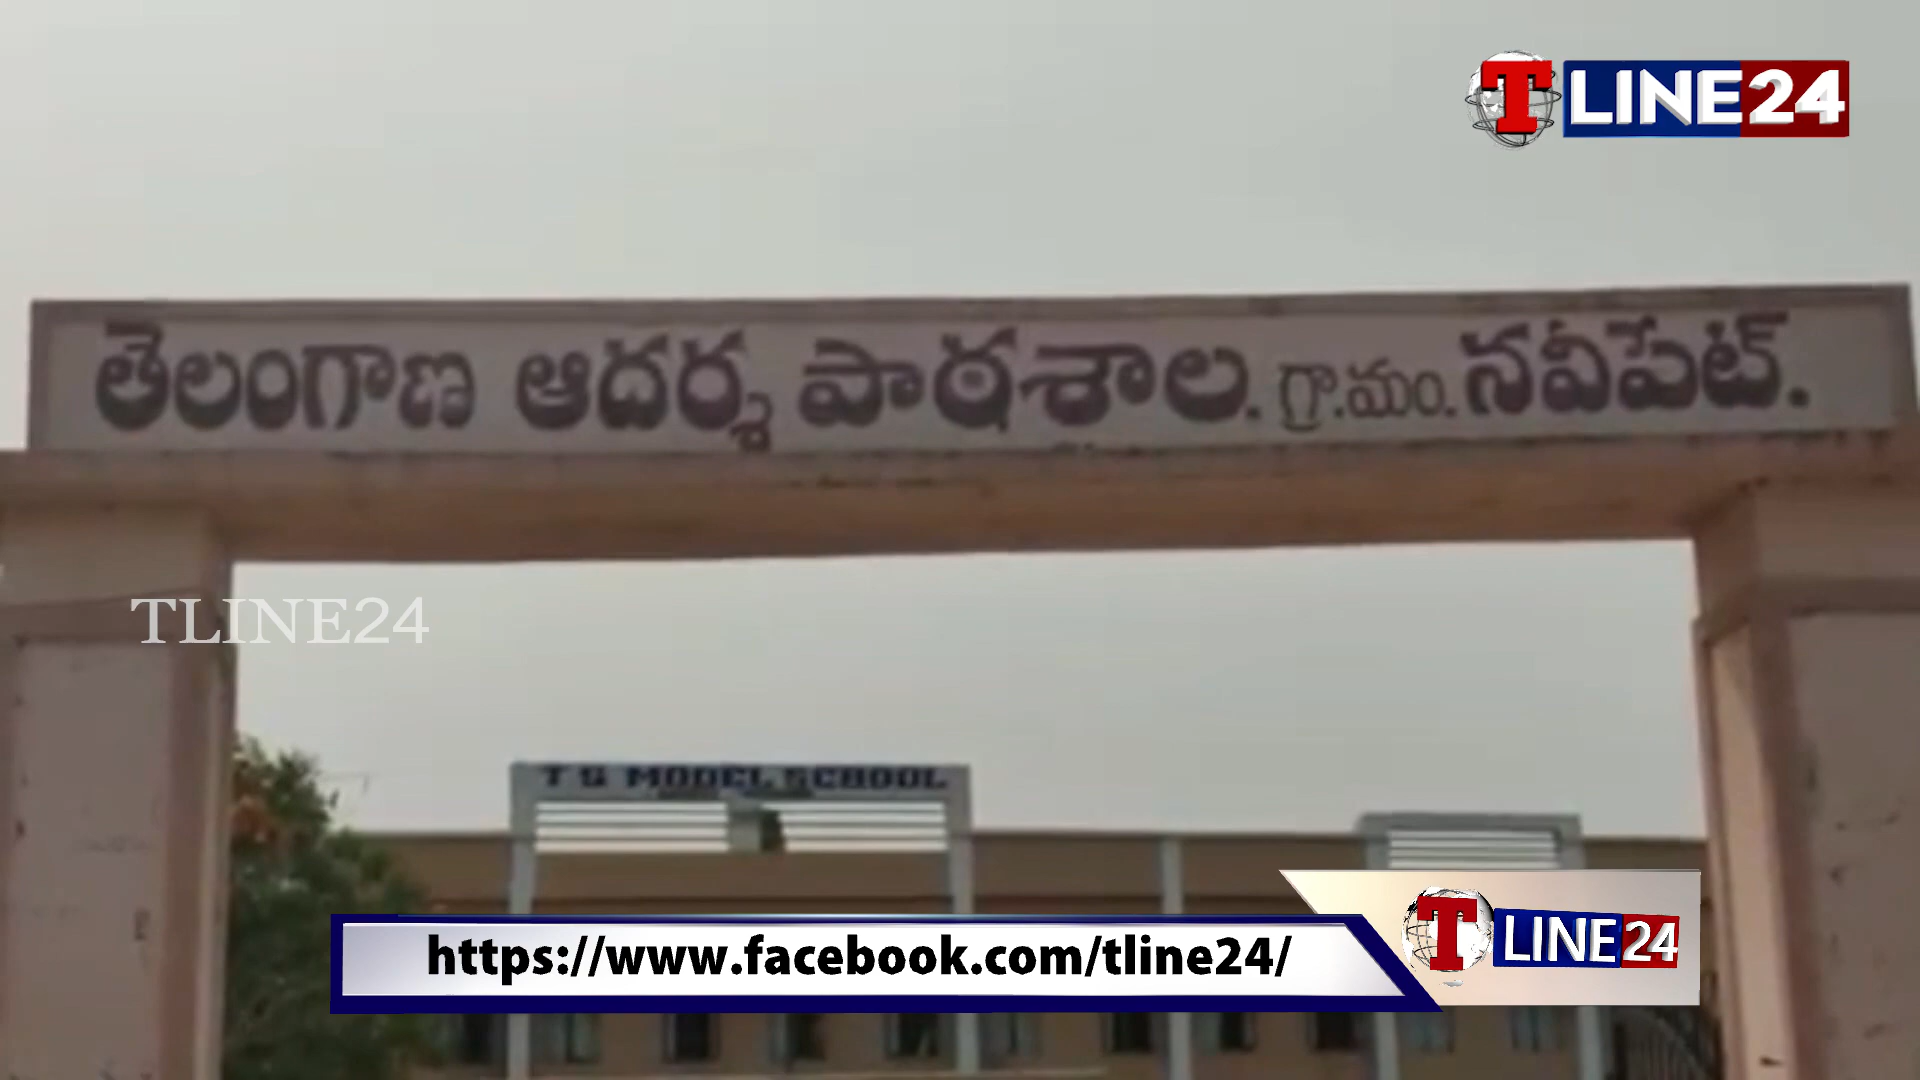 TLINE24
తెలంగాణ ఆదర్శ పాఠశాల. గ్రా.మం. నవీపేట్.
TLINE24
T S MODEL SCHOOL
https://www.facebook.com/tline24/
TLINE24